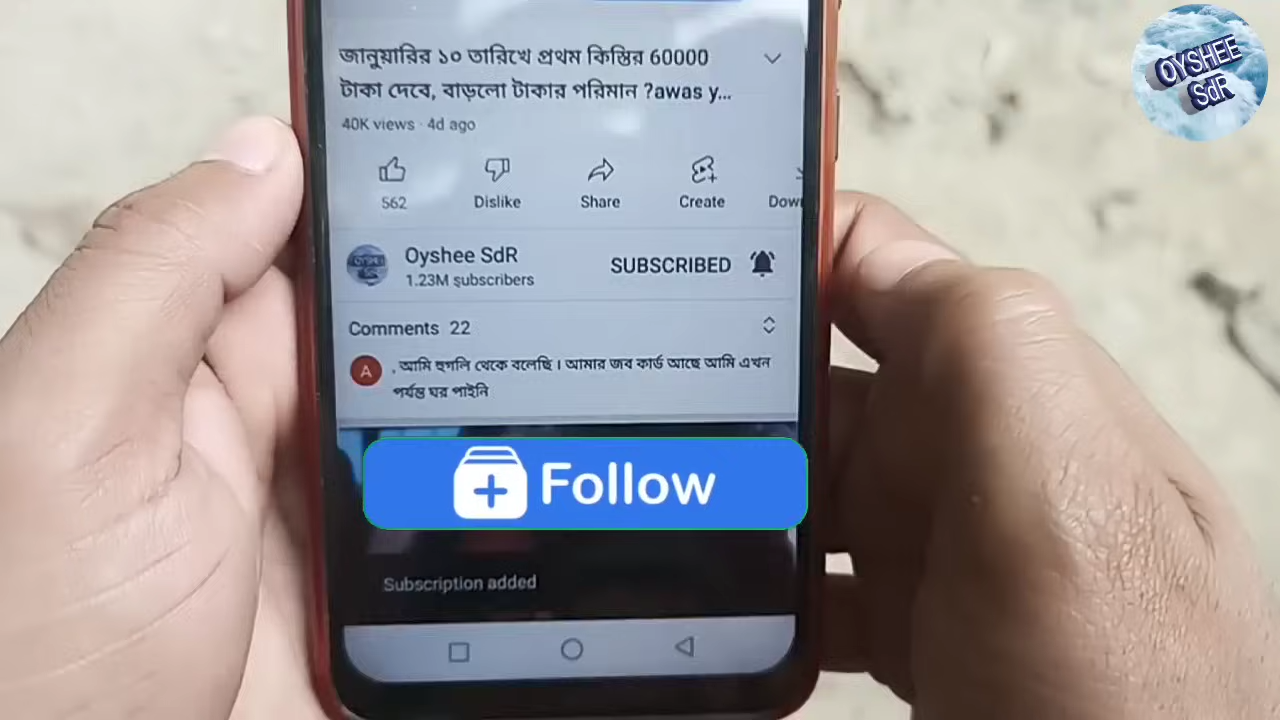 OYSHEE
SdR
জানুয়ারির ১০ তারিখে প্রথম কিস্তির 60000
টাকা দেবে, বাড়লো টাকার পরিমান ?awas y...
40K views · 4d ago
562
Dislike
Share
Create
Down
Oyshee SdR
1.23M subscribers
SUBSCRIBED
Comments 22
A
, আমি হুগলি থেকে বলেছি। আমার জব কার্ড আছে আমি এখন
পর্যন্ত ঘর পাইনি
Follow
Subscription added